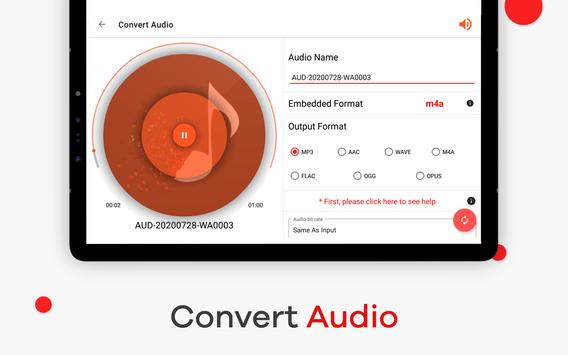 Convert Audio
Audio Name
AUD-20200728-WA0003
Embedded Format m4a
Output Format
MP3 AAC WAVE M4A
FLAC OGG OPUS
* First, please click here to see help
Audio bit rate
Same As Input
00:02 01:00
AUD-20200728-WA0003
Convert Audio